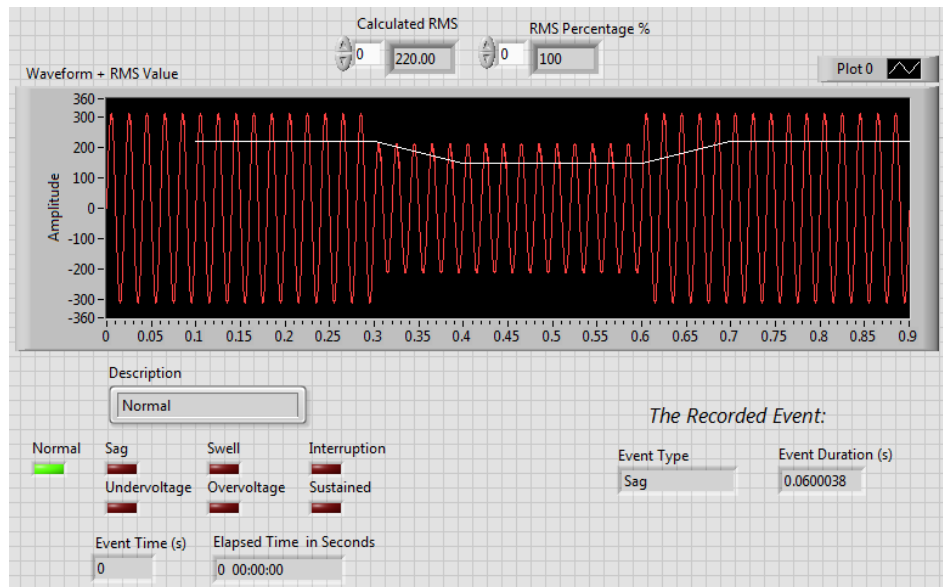 Calculated RMS
RMS Percentage %
0
220.00
0
100
Waveform + RMS Value
Plot 0
Amplitude
360
300
200
100
0
-100
-200
-300
-360
0 0.05 0.1 0.15 0.2 0.25 0.3 0.35 0.4 0.45 0.5 0.55 0.6 0.65 0.7 0.75 0.8 0.85 0.9
Description
Normal
The Recorded Event:
Normal Sag Swell Interruption
Undervoltage Overvoltage Sustained
Event Type Event Duration (s)
Sag 0.0600038
Event Time (s) Elapsed Time in Seconds
0 0 00:00:00